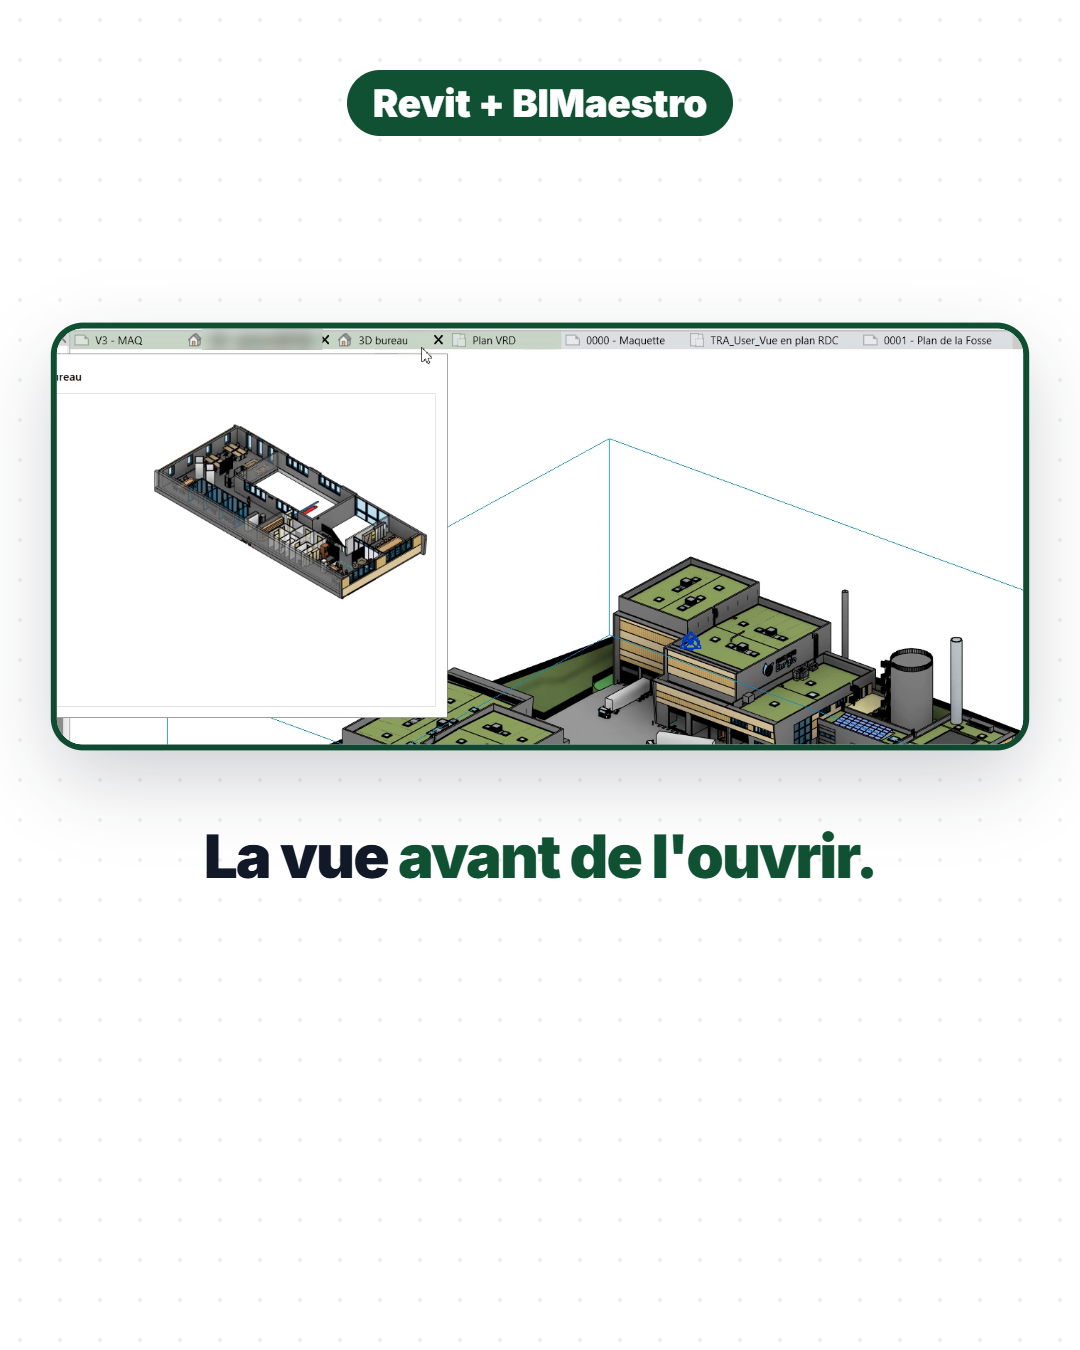 Revit + BIMaestro
V3 - MAQ
3D bureau
Plan VRD
0000 - Maquette
TRA_User_Vue en plan RDC
0001 - Plan de la Fosse
La vue avant de l'ouvrir.